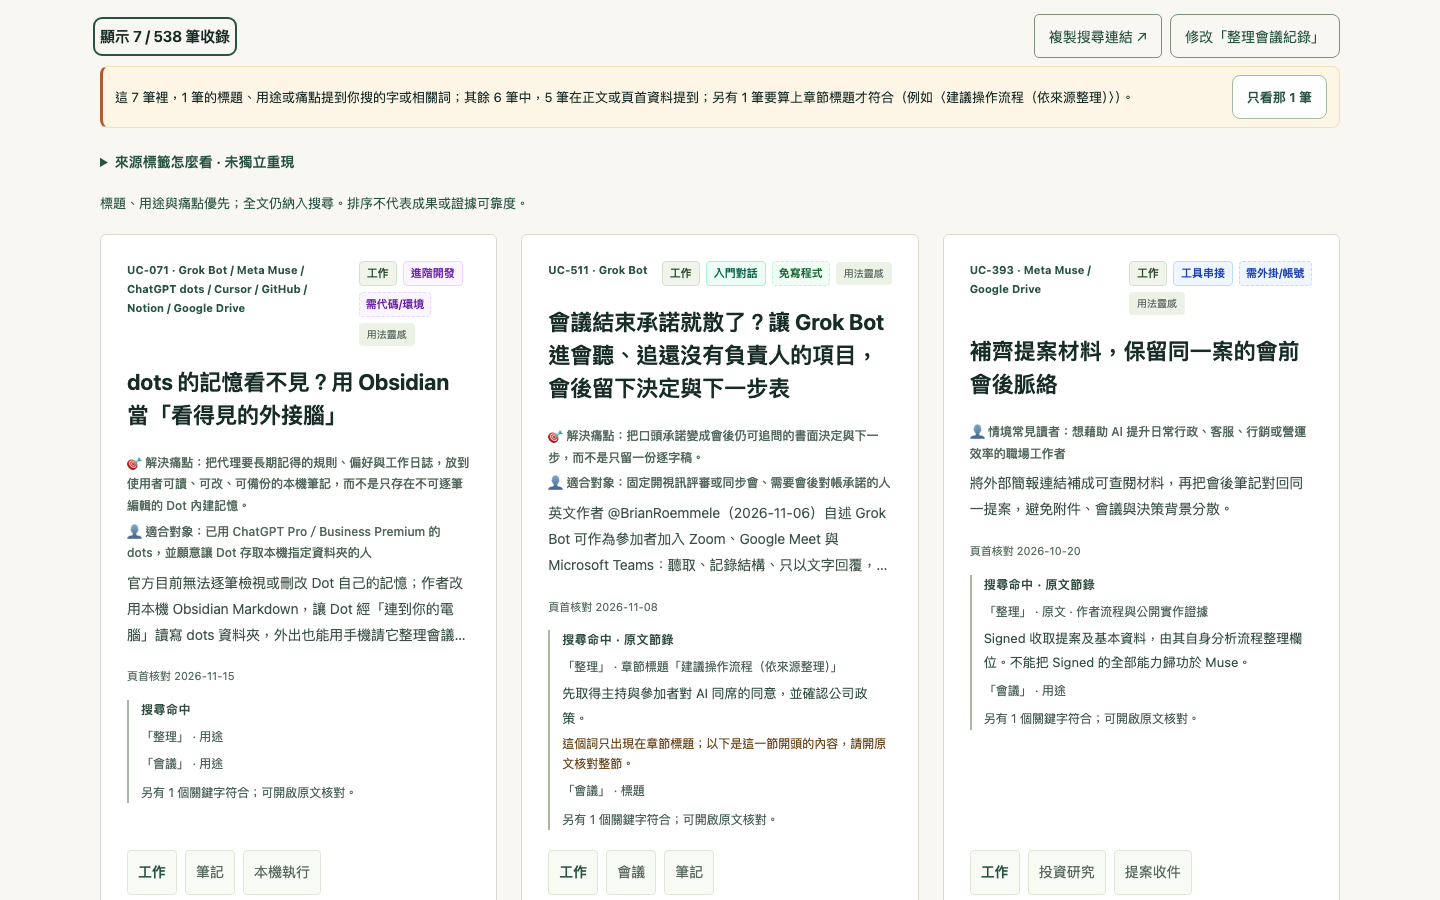 顯示 7 / 538 筆收錄
複製搜尋連結 ↗
修改「整理會議紀錄」
這 7 筆裡，1 筆的標題、用途或痛點提到你搜的字或相關詞；其餘 6 筆中，5 筆在正文或頁首資料提到；另有 1 筆要算上章節標題才符合（例如〈建議操作流程（依來源整理）〉）。
只看那 1 筆
▶ 來源標籤怎麼看 · 未獨立重現
標題、用途與痛點優先；全文仍納入搜尋。排序不代表成果或證據可靠度。
UC-071 · Grok Bot / Meta Muse /
ChatGPT dots / Cursor / GitHub /
Notion / Google Drive
工作
進階開發
需代碼/環境
用法靈感
dots 的記憶看不見？用 Obsidian
當「看得見的外接腦」
🎯 解決痛點：把代理要長期記得的規則、偏好與工作日誌，放到
使用者可讀、可改、可備份的本機筆記，而不是只存在不可逐筆
編輯的 Dot 內建記憶。
👤 適合對象：已用 ChatGPT Pro / Business Premium 的
dots，並願意讓 Dot 存取本機指定資料夾的人
官方目前無法逐筆檢視或刪改 Dot 自己的記憶；作者改
用本機 Obsidian Markdown，讓 Dot 經「連到你的電
腦」讀寫 dots 資料夾，外出也能用手機請它整理會議…
頁首核對 2026-11-15
搜尋命中
「整理」 · 用途
「會議」 · 用途
另有 1 個關鍵字符合；可開啟原文核對。
工作
筆記
本機執行
UC-511 · Grok Bot
工作
入門對話
免寫程式
用法靈感
會議結束承諾就散了？讓 Grok Bot
進會聽、追還沒有負責人的項目，
會後留下決定與下一步表
🎯 解決痛點：把口頭承諾變成會後仍可追問的書面決定與下一
步，而不是只留一份逐字稿。
👤 適合對象：固定開視訊評審或同步會、需要會後對帳承諾的人
英文作者 @BrianRoemmele（2026-11-06）自述 Grok
Bot 可作為參加者加入 Zoom、Google Meet 與
Microsoft Teams：聽取、記錄結構、只以文字回覆，…
頁首核對 2026-11-08
搜尋命中 · 原文節錄
「整理」 · 章節標題「建議操作流程（依來源整理）」
先取得主持與參加者對 AI 同席的同意，並確認公司政
策。
這個詞只出現在章節標題；以下是這一節開頭的內容，請開原
文核對整節。
「會議」 · 標題
另有 1 個關鍵字符合；可開啟原文核對。
工作
會議
筆記
UC-393 · Meta Muse /
Google Drive
工作
工具串接
需外掛/帳號
用法靈感
補齊提案材料，保留同一案的會前
會後脈絡
👤 情境常見讀者：想藉助 AI 提升日常行政、客服、行銷或營運
效率的職場工作者
將外部簡報連結補成可查閱材料，再把會後筆記對回同
一提案，避免附件、會議與決策背景分散。
頁首核對 2026-10-20
搜尋命中 · 原文節錄
「整理」 · 原文 · 作者流程與公開實作證據
Signed 收取提案及基本資料，由其自身分析流程整理欄
位。不能把 Signed 的全部能力歸功於 Muse。
「會議」 · 用途
另有 1 個關鍵字符合；可開啟原文核對。
工作
投資研究
提案收件